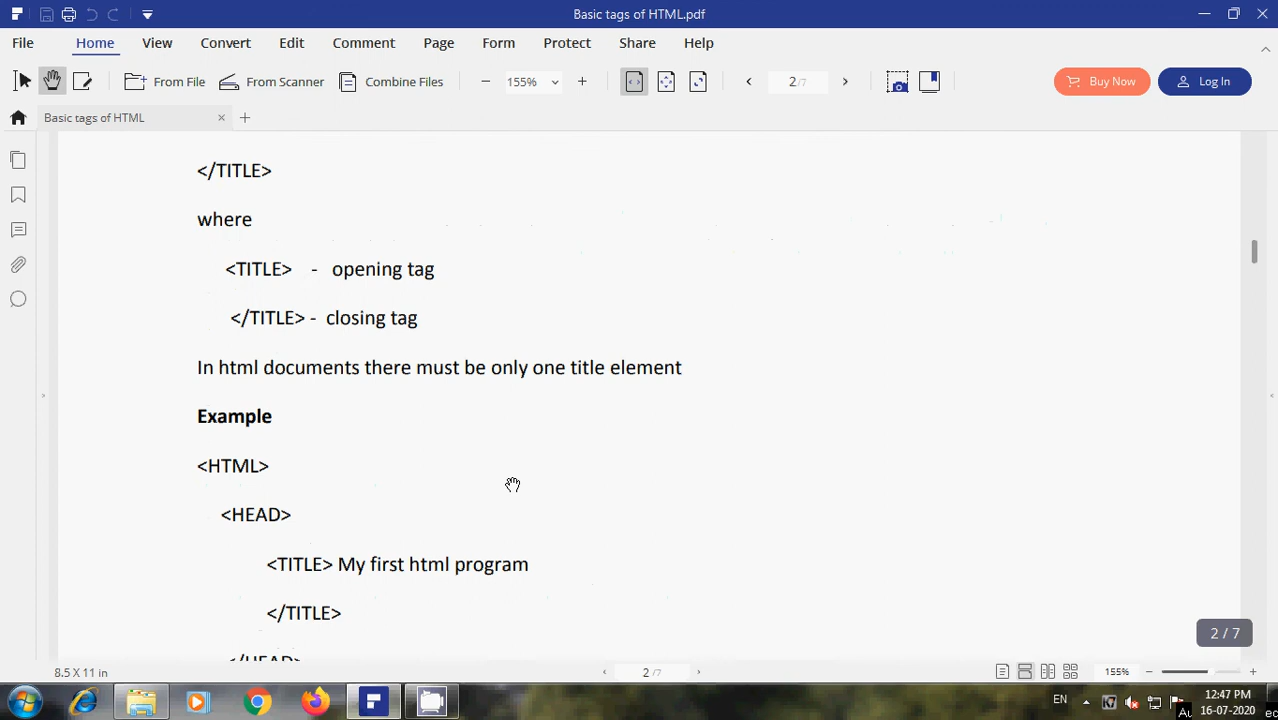 Basic tags of HTML.pdf
File Home View Convert Edit Comment Page Form Protect Share Help
From File From Scanner Combine Files 155% 2/7 Buy Now Log In
Basic tags of HTML
</TITLE>
where
<TITLE> - opening tag
</TITLE> - closing tag
In html documents there must be only one title element
Example
<HTML>
<HEAD>
<TITLE> My first html program
</TITLE>
</HEAD>
2 / 7
8.5 X 11 in 2/7 155%
EN 12:47 PM
16-07-2020